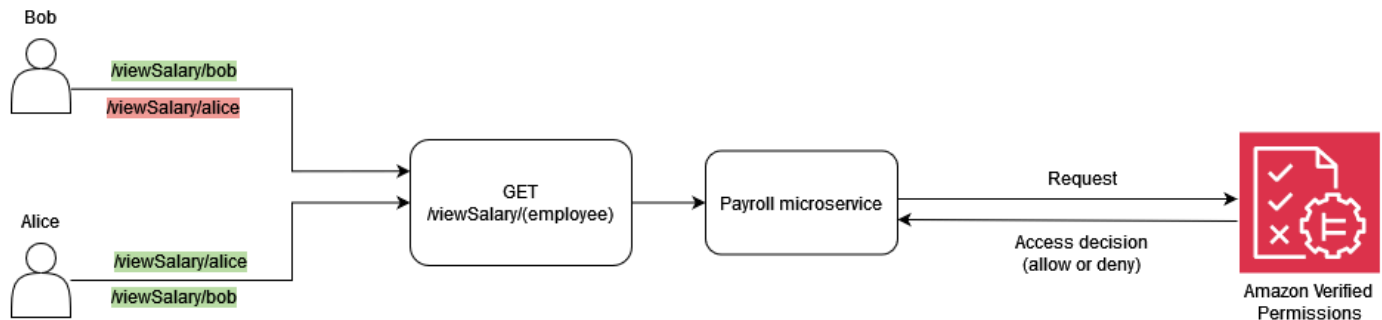 Bob
/viewSalary/bob
/viewSalary/alice
Alice
/viewSalary/alice
/viewSalary/bob
GET
/viewSalary/(employee)
Payroll microservice
Request
Access decision
(allow or deny)
Amazon Verified
Permissions